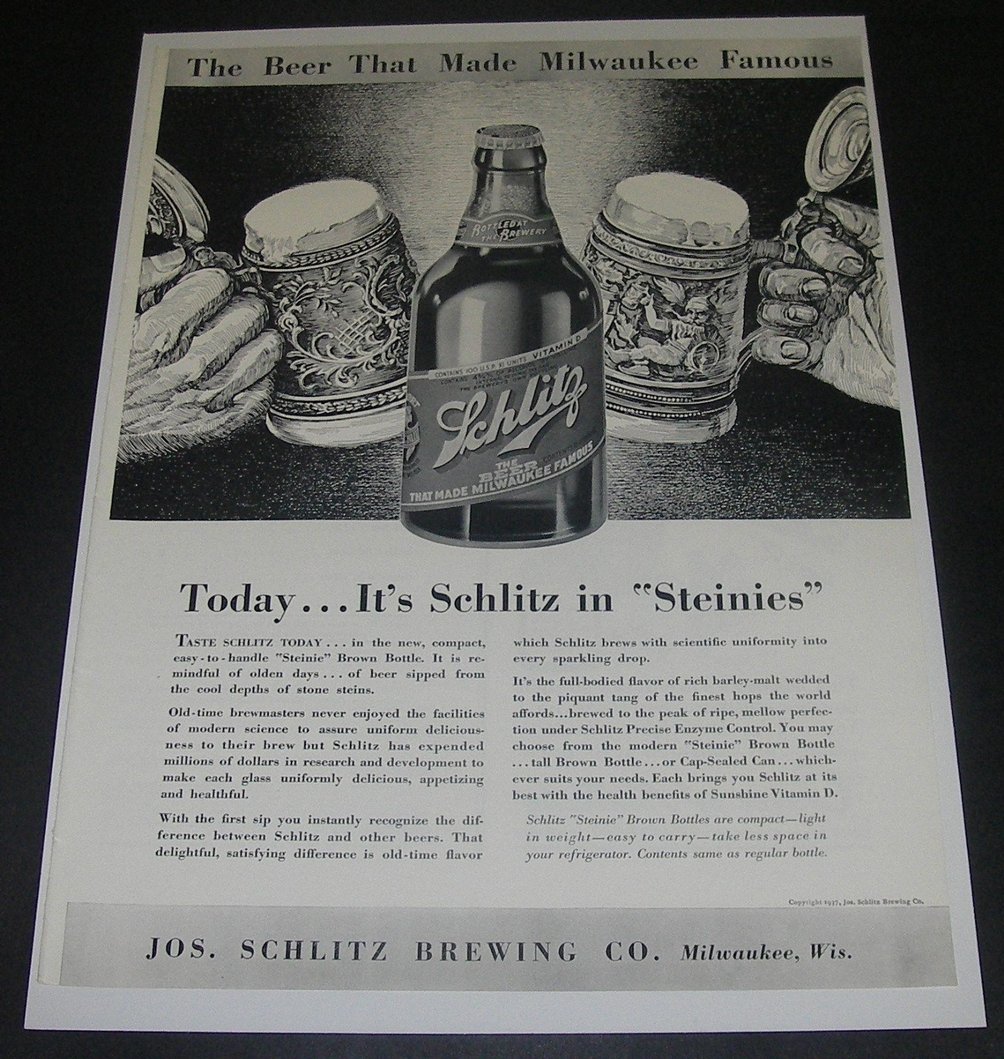 The Beer That Made Milwaukee Famous
BOTTLED AT
THE BREWERY
CONTAINS 100 U.S.P. XI UNITS VITAMIN D
Schlitz
THE
BEER
THAT MADE MILWAUKEE FAMOUS
Today...It's Schlitz in "Steinies"
TASTE SCHLITZ TODAY... in the new, compact,
easy-to-handle "Steinie" Brown Bottle. It is re-
mindful of olden days... of beer sipped from
the cool depths of stone steins.
Old-time brewmasters never enjoyed the facilities
of modern science to assure uniform delicious-
ness to their brew but Schlitz has expended
millions of dollars in research and development to
make each glass uniformly delicious, appetizing
and healthful.
With the first sip you instantly recognize the dif-
ference between Schlitz and other beers. That
delightful, satisfying difference is old-time flavor
which Schlitz brews with scientific uniformity into
every sparkling drop.
It's the full-bodied flavor of rich barley-malt wedded
to the piquant tang of the finest hops the world
affords...brewed to the peak of ripe, mellow perfec-
tion under Schlitz Precise Enzyme Control. You may
choose from the modern "Steinie" Brown Bottle
...tall Brown Bottle...or Cap-Sealed Can...which-
ever suits your needs. Each brings you Schlitz at its
best with the health benefits of Sunshine Vitamin D.
Schlitz "Steinie" Brown Bottles are compact—light
in weight—easy to carry—take less space in
your refrigerator. Contents same as regular bottle.
Copyright 1937, Jos. Schlitz Brewing Co.
JOS. SCHLITZ BREWING CO. Milwaukee, Wis.